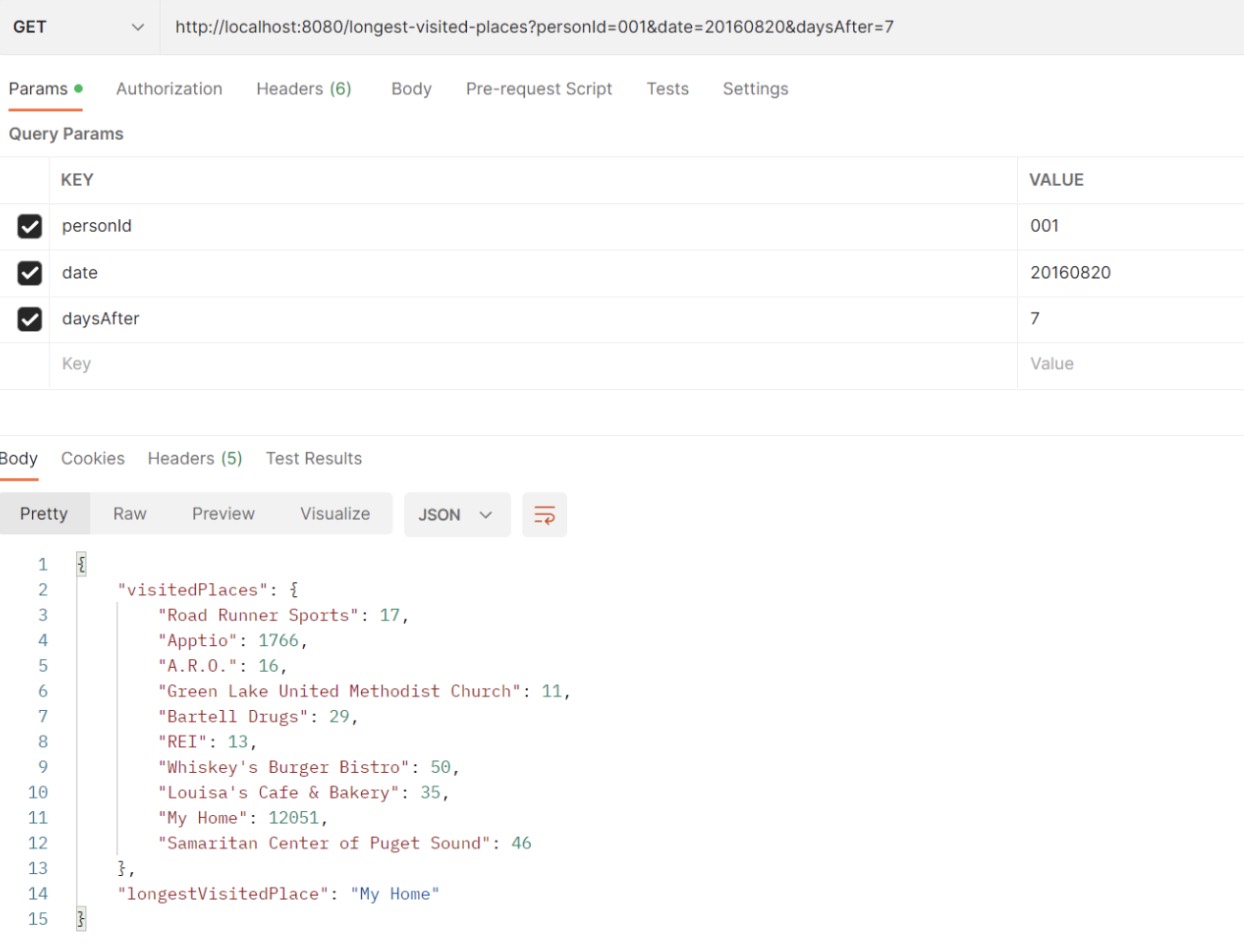 GET http://localhost:8080/longest-visited-places?personId=001&date=20160820&daysAfter=7
Params Authorization Headers (6) Body Pre-request Script Tests Settings
Query Params
KEY VALUE
personId 001
date 20160820
daysAfter 7
Key Value
Body Cookies Headers (5) Test Results
Pretty Raw Preview Visualize JSON
1 {
2 "visitedPlaces": {
3 "Road Runner Sports": 17,
4 "Apptio": 1766,
5 "A.R.O.": 16,
6 "Green Lake United Methodist Church": 11,
7 "Bartell Drugs": 29,
8 "REI": 13,
9 "Whiskey's Burger Bistro": 50,
10 "Louisa's Cafe & Bakery": 35,
11 "My Home": 12051,
12 "Samaritan Center of Puget Sound": 46
13 },
14 "longestVisitedPlace": "My Home"
15 }